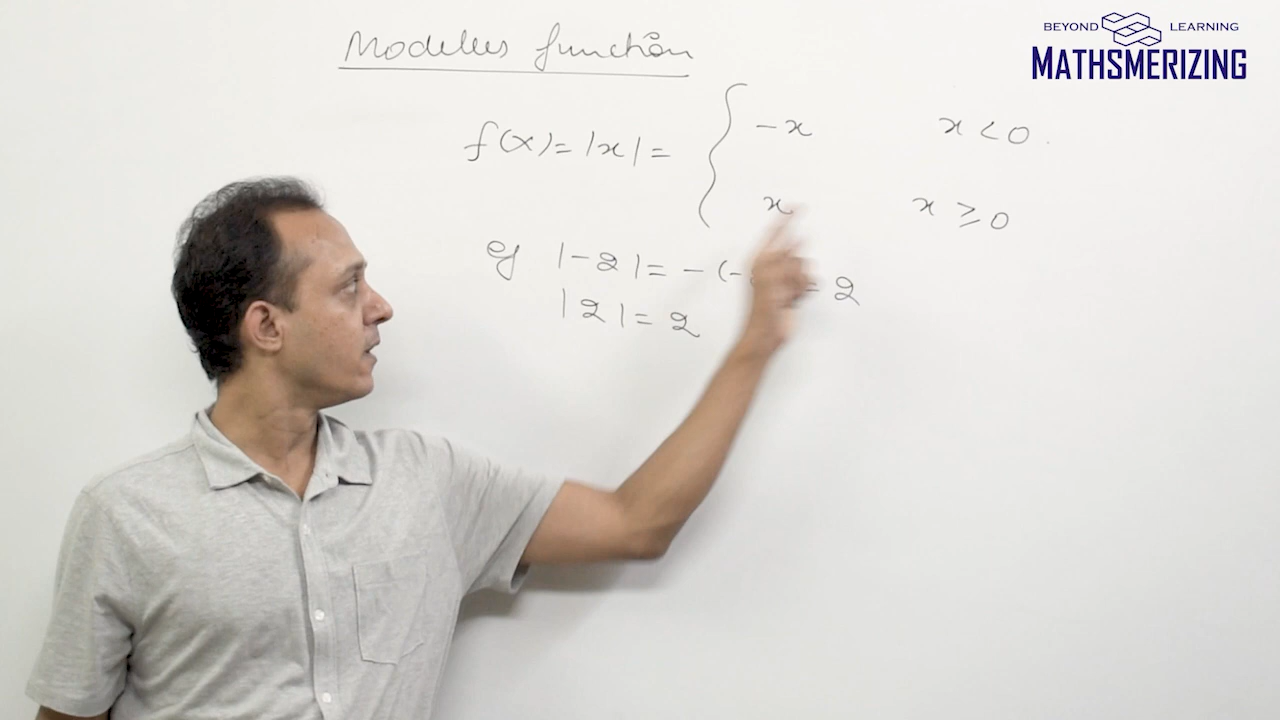 BEYOND LEARNING
MATHSMERIZING
Modulus function
f(x) = |x| = { -x x < 0
x x ≥ 0
eg |-2| = -(- = 2
|2| = 2